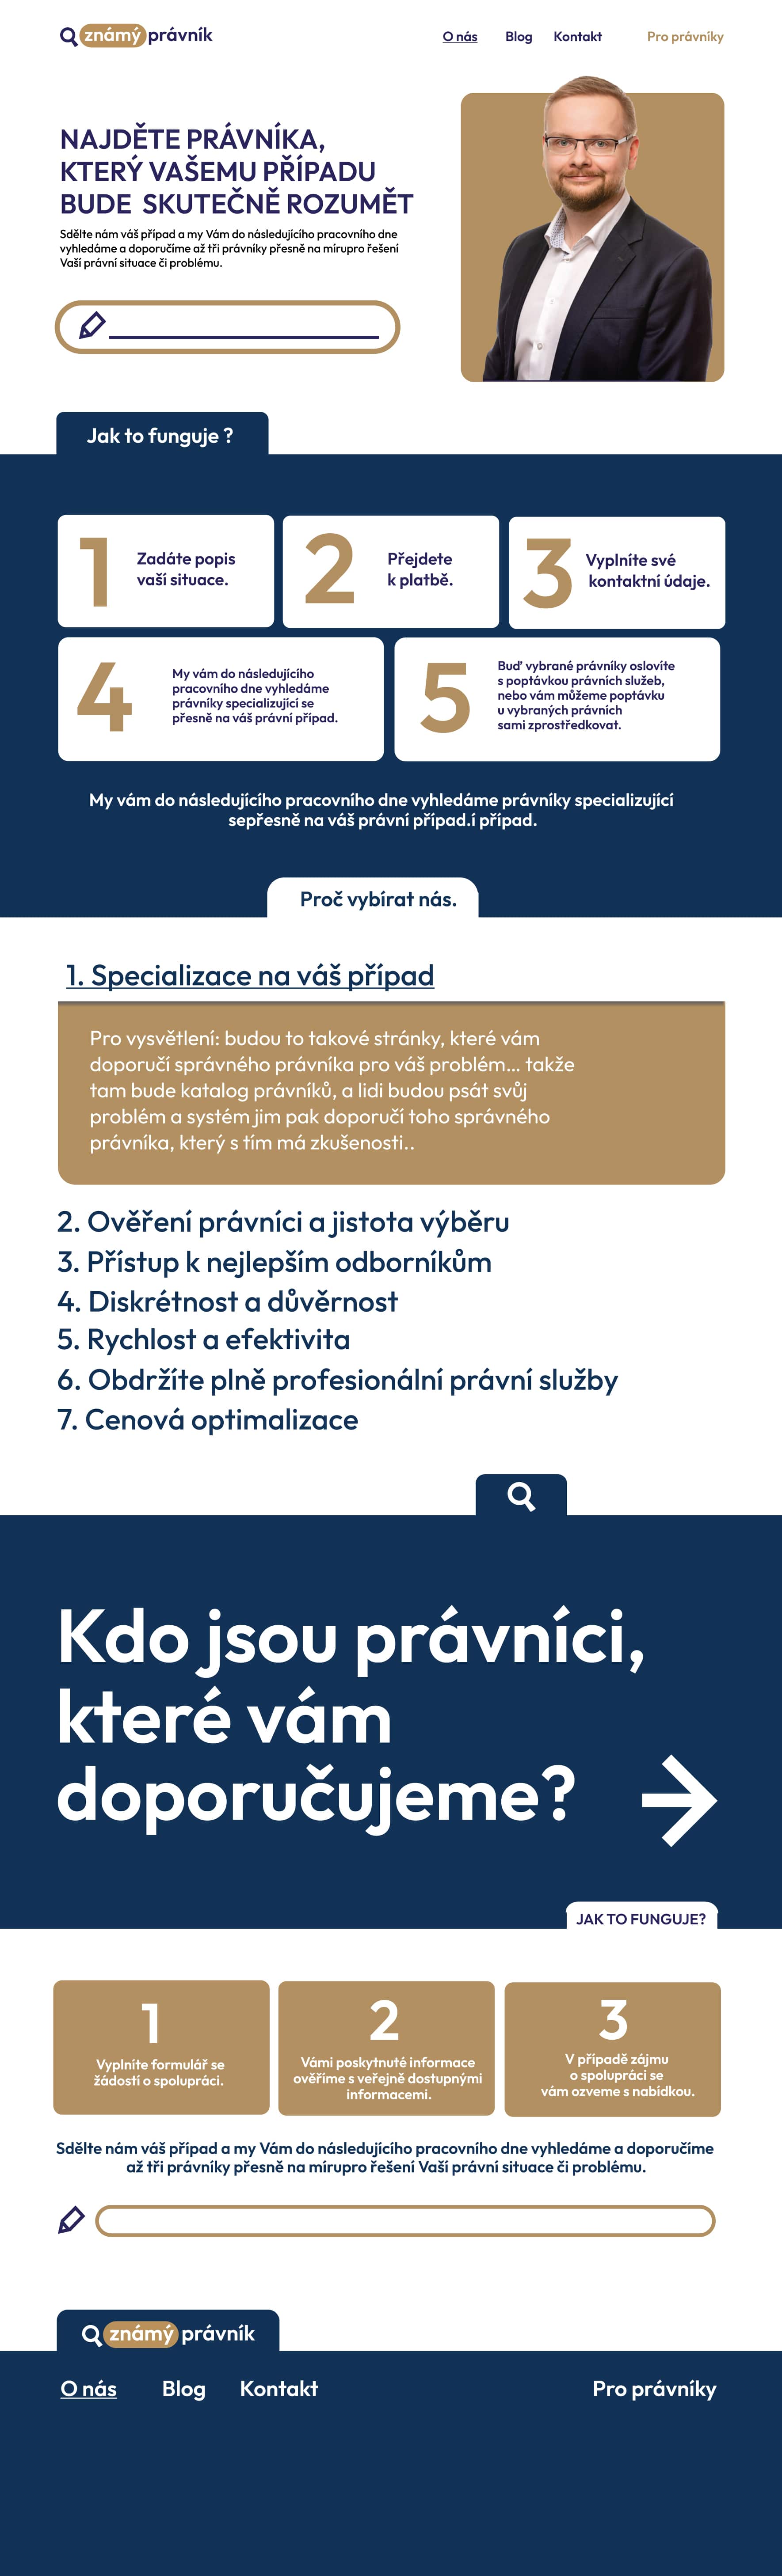 známý právník
O nás Blog Kontakt Pro právníky
NAJDĚTE PRÁVNÍKA,
KTERÝ VAŠEMU PŘÍPADU
BUDE SKUTEČNĚ ROZUMĚT
Sdělte nám váš případ a my Vám do následujícího pracovního dne
vyhledáme a doporučíme až tři právníky přesně na mírupro řešení
Vaší právní situace či problému.
Jak to funguje ?
1
Zadáte popis
vaší situace.
2
Přejdete
k platbě.
3
Vyplníte své
kontaktní údaje.
4
My vám do následujícího
pracovního dne vyhledáme
právníky specializující se
přesně na váš právní případ.
5
Buď vybrané právníky oslovíte
s poptávkou právních služeb,
nebo vám můžeme poptávku
u vybraných právních
sami zprostředkovat.
My vám do následujícího pracovního dne vyhledáme právníky specializující
sepřesně na váš právní případ.í případ.
Proč vybírat nás.
1. Specializace na váš případ
Pro vysvětlení: budou to takové stránky, které vám
doporučí správného právníka pro váš problém... takže
tam bude katalog právníků, a lidi budou psát svůj
problém a systém jim pak doporučí toho správného
právníka, který s tím má zkušenosti..
2. Ověření právníci a jistota výběru
3. Přístup k nejlepším odborníkům
4. Diskrétnost a důvěrnost
5. Rychlost a efektivita
6. Obdržíte plně profesionální právní služby
7. Cenová optimalizace
Kdo jsou právníci,
které vám
doporučujeme?
JAK TO FUNGUJE?
1
Vyplníte formulář se
žádostí o spolupráci.
2
Vámi poskytnuté informace
ověříme s veřejně dostupnými
informacemi.
3
V případě zájmu
o spolupráci se
vám ozveme s nabídkou.
Sdělte nám váš případ a my Vám do následujícího pracovního dne vyhledáme a doporučíme
až tři právníky přesně na mírupro řešení Vaší právní situace či problému.
známý právník
O nás Blog Kontakt Pro právníky